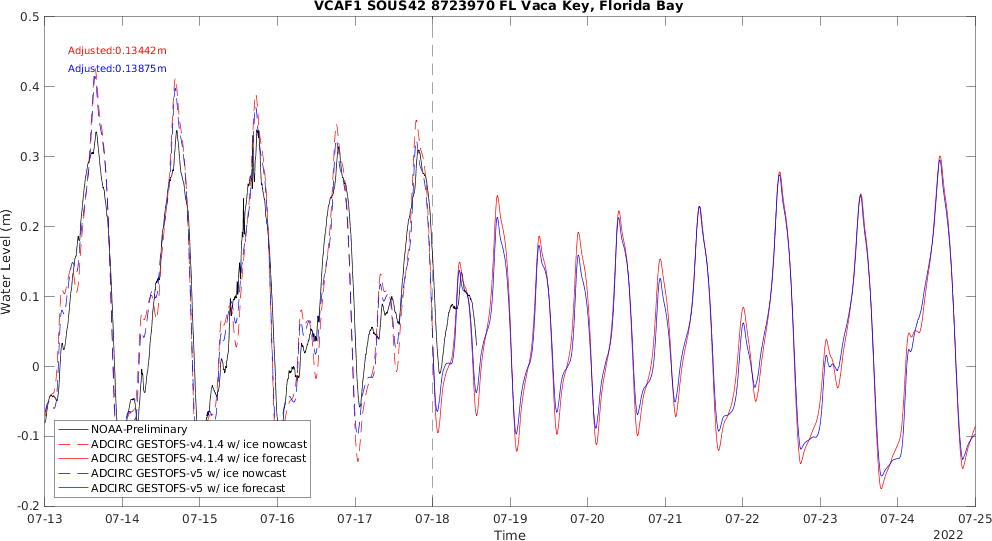 VCAF1 SOUS42 8723970 FL Vaca Key, Florida Bay
Adjusted:0.13442m
Adjusted:0.13875m
Water Level (m)
0.5
0.4
0.3
0.2
0.1
0
-0.1
-0.2
NOAA-Preliminary
ADCIRC GESTOFS-v4.1.4 w/ ice nowcast
ADCIRC GESTOFS-v4.1.4 w/ ice forecast
ADCIRC GESTOFS-v5 w/ ice nowcast
ADCIRC GESTOFS-v5 w/ ice forecast
07-13 07-14 07-15 07-16 07-17 07-18 07-19 07-20 07-21 07-22 07-23 07-24 07-25
Time
2022